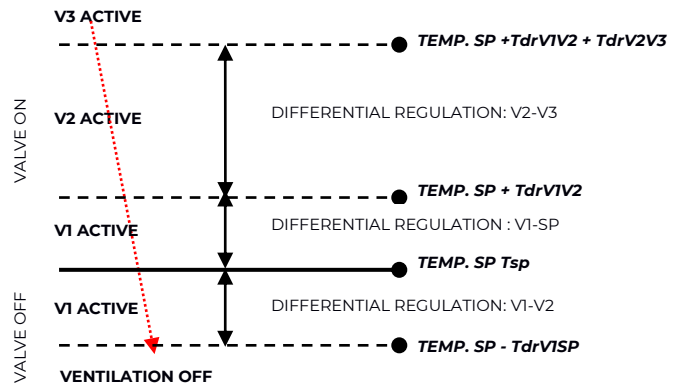 V3 ACTIVE
TEMP. SP +TdrV1V2 + TdrV2V3
VALVE ON
V2 ACTIVE
DIFFERENTIAL REGULATION: V2-V3
TEMP. SP + TdrV1V2
V1 ACTIVE
DIFFERENTIAL REGULATION : V1-SP
TEMP. SP Tsp
VALVE OFF
V1 ACTIVE
DIFFERENTIAL REGULATION: V1-V2
TEMP. SP - TdrV1SP
VENTILATION OFF